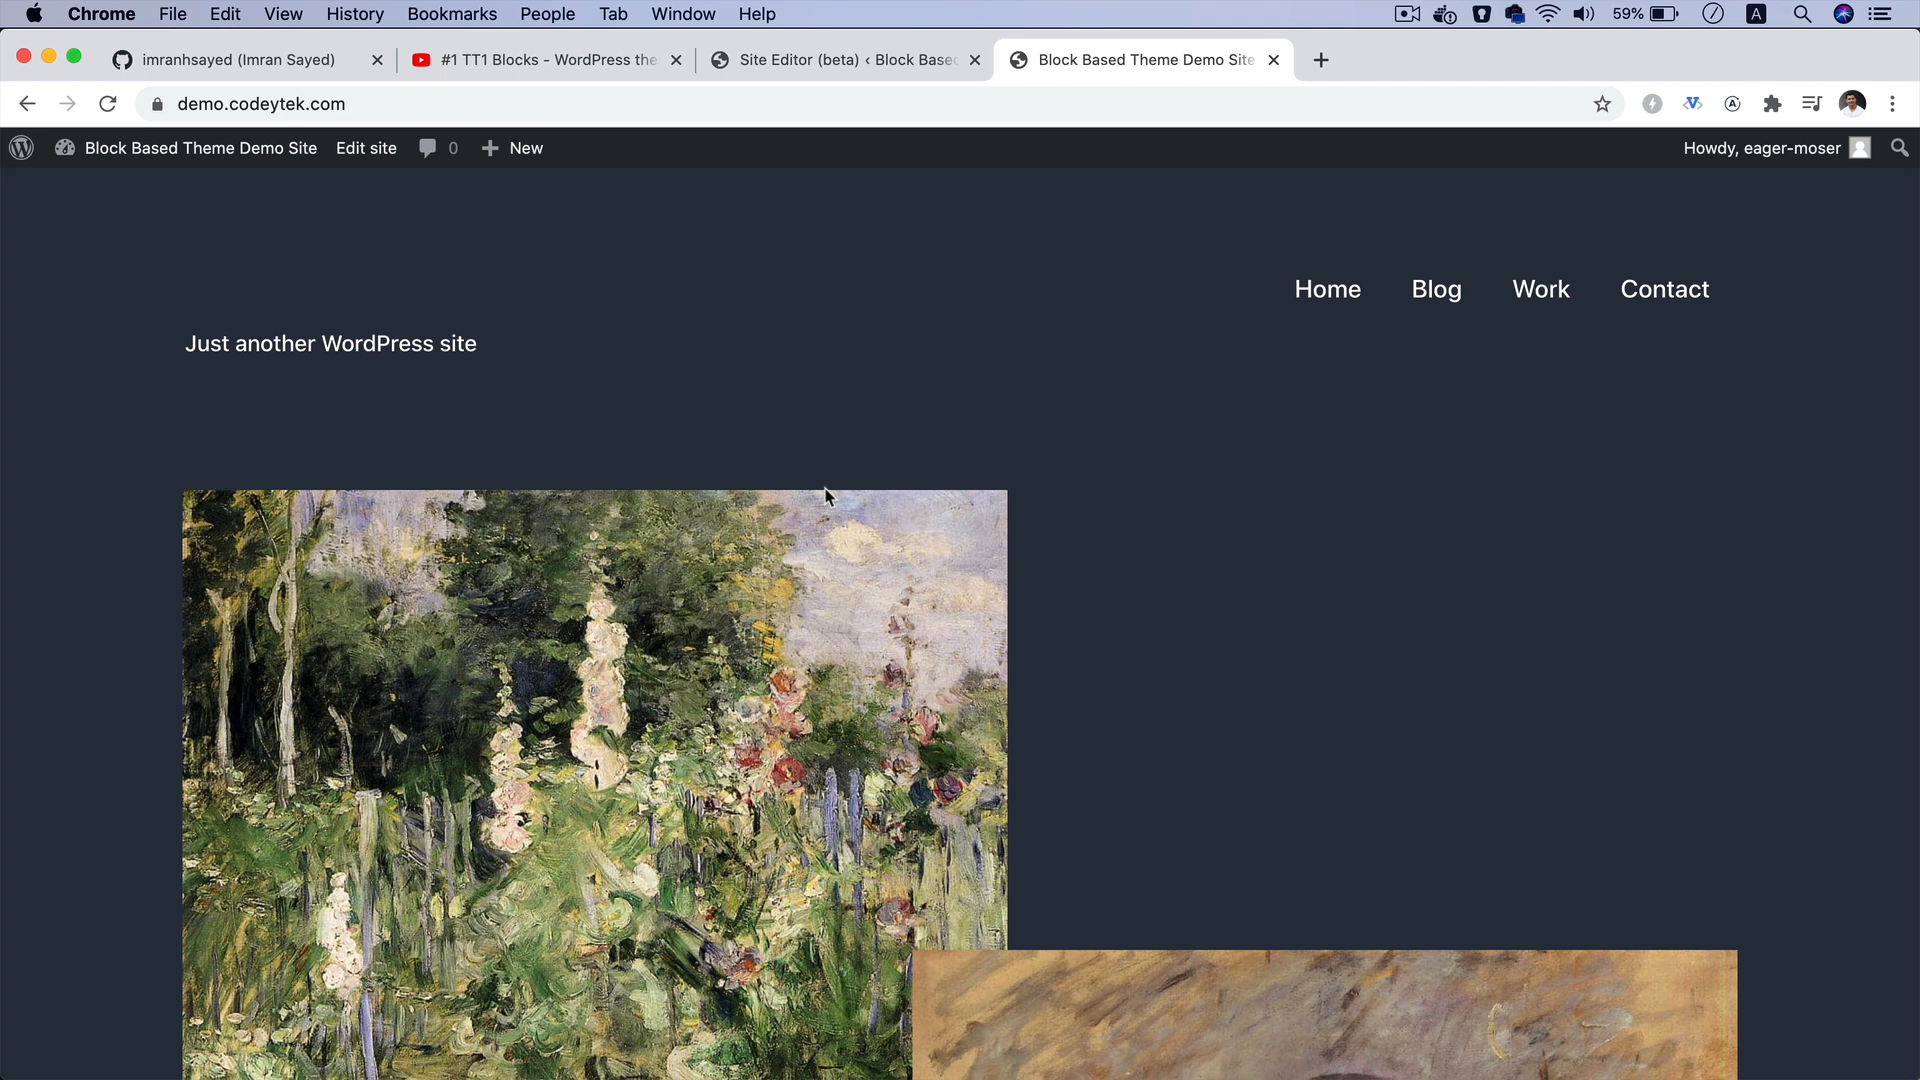 Chrome File Edit View History Bookmarks People Tab Window Help 59% A
imranhsayed (Imran Sayed) #1 TT1 Blocks - WordPress the Site Editor (beta) ‹ Block Based Block Based Theme Demo Site
demo.codeytek.com
Block Based Theme Demo Site Edit site 0 New Howdy, eager-moser
Home Blog Work Contact
Just another WordPress site